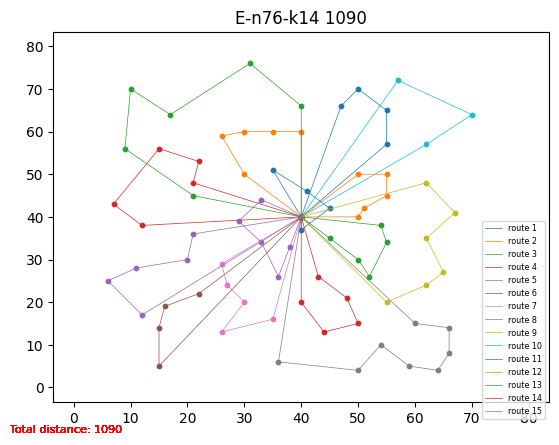 E-n76-k14 1090
80
70
60
50
40
30
20
10
0
0 10 20 30 40 50 60 70 80
route 1
route 2
route 3
route 4
route 5
route 6
route 7
route 8
route 9
route 10
route 11
route 12
route 13
route 14
route 15
Total distance: 1090